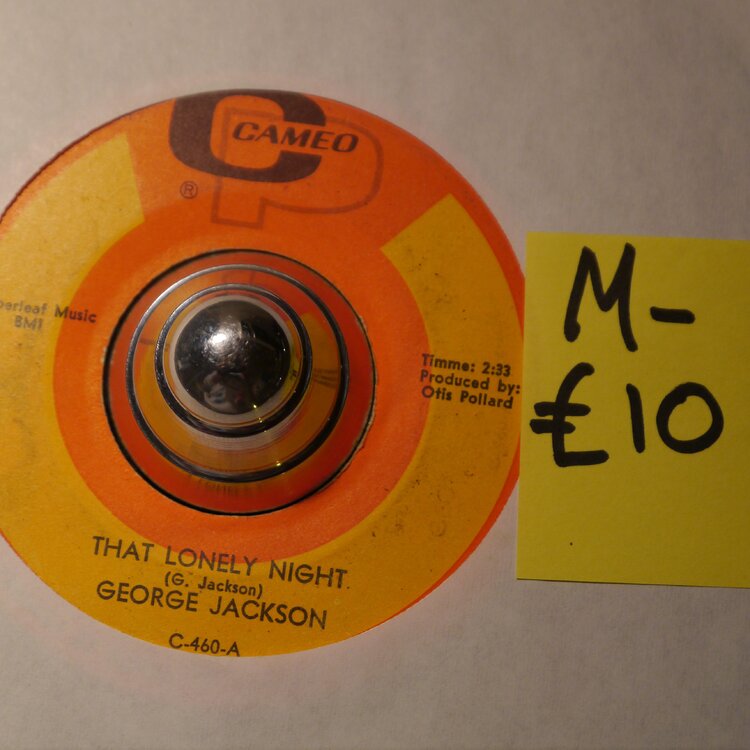 CAMEO
CP
®
perleaf Music
BMI
Timme: 2:33
Produced by:
Otis Pollard
THAT LONELY NIGHT
(G. Jackson)
GEORGE JACKSON
C-460-A
M-
€10